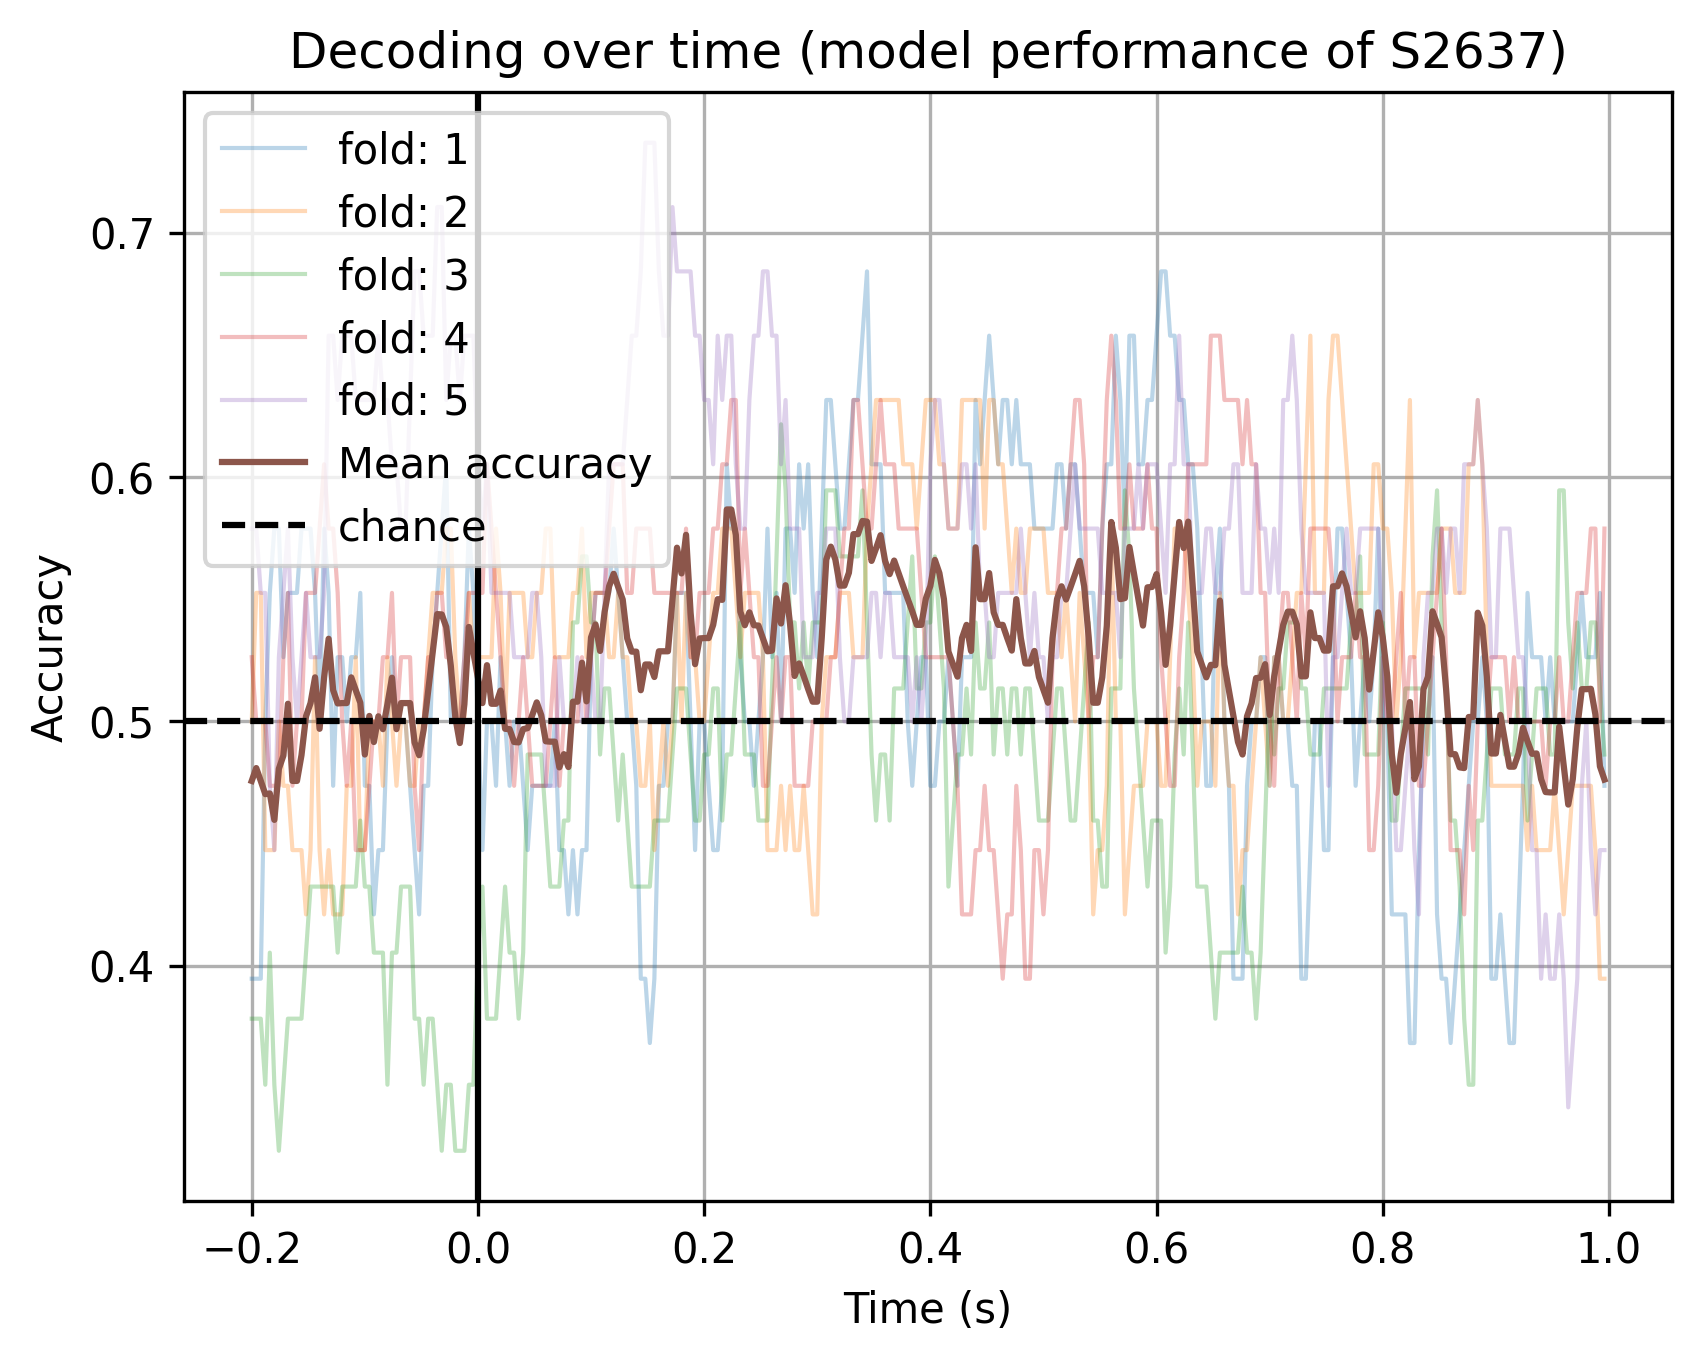 Decoding over time (model performance of S2637)
fold: 1
fold: 2
fold: 3
fold: 4
fold: 5
Mean accuracy
chance
Accuracy
0.7
0.6
0.5
0.4
−0.2 0.0 0.2 0.4 0.6 0.8 1.0
Time (s)